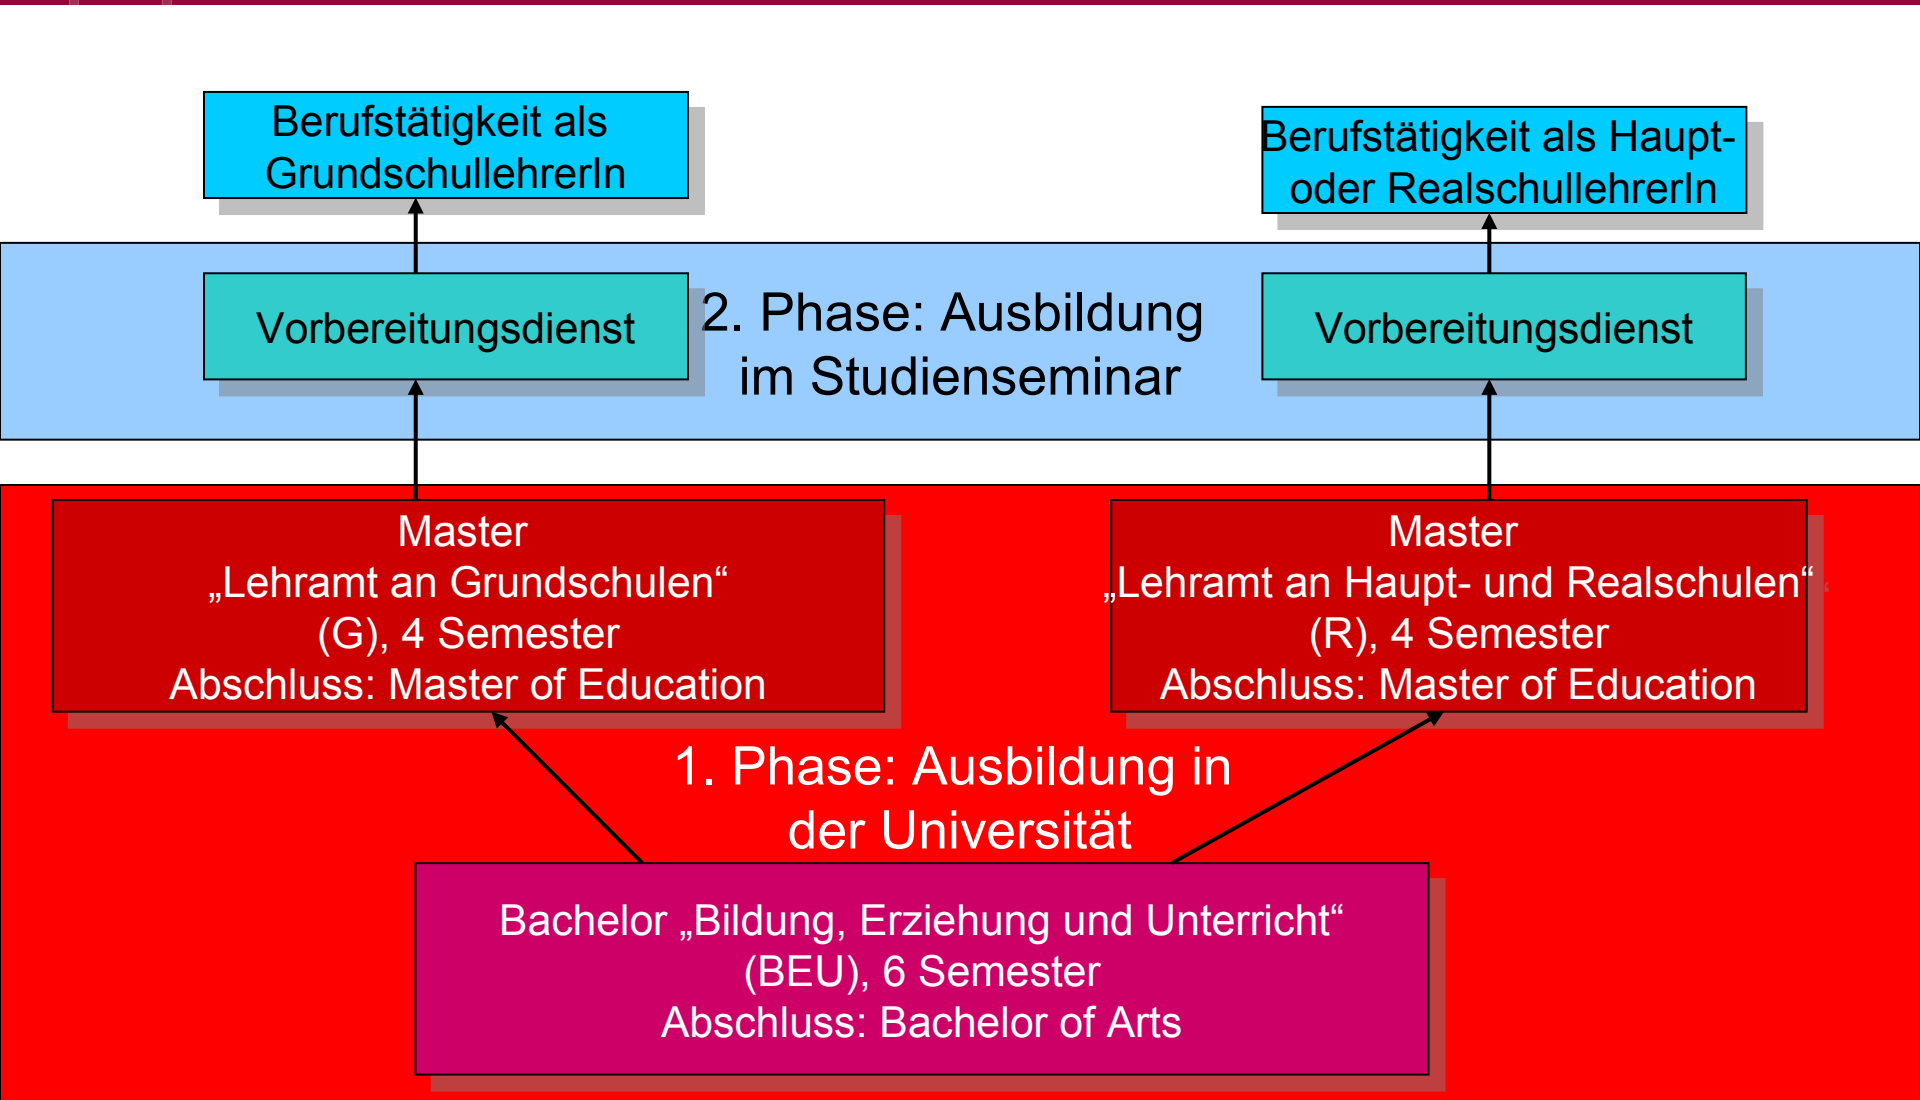 Berufstätigkeit als
GrundschullehrerIn
Berufstätigkeit als Haupt-
oder RealschullehrerIn
Vorbereitungsdienst
2. Phase: Ausbildung
im Studienseminar
Vorbereitungsdienst
Master
„Lehramt an Grundschulen“
(G), 4 Semester
Abschluss: Master of Education
Master
„Lehramt an Haupt- und Realschulen“
(R), 4 Semester
Abschluss: Master of Education
1. Phase: Ausbildung in
der Universität
Bachelor „Bildung, Erziehung und Unterricht“
(BEU), 6 Semester
Abschluss: Bachelor of Arts